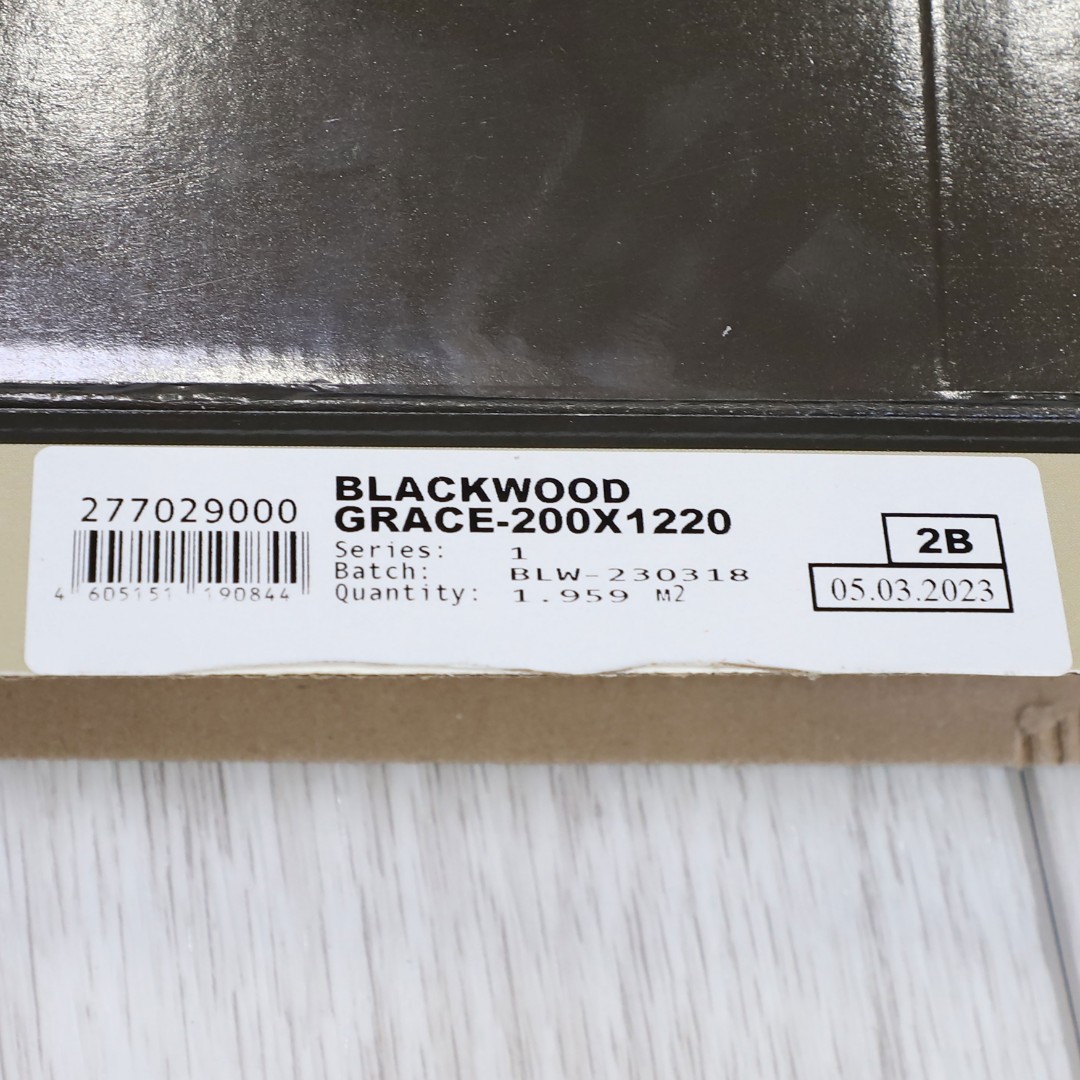 277029000
4 605151 190844
BLACKWOOD
GRACE-200X1220
Series: 1
Batch: BLW-230318
Quantity: 1.959 M2
2B
05.03.2023